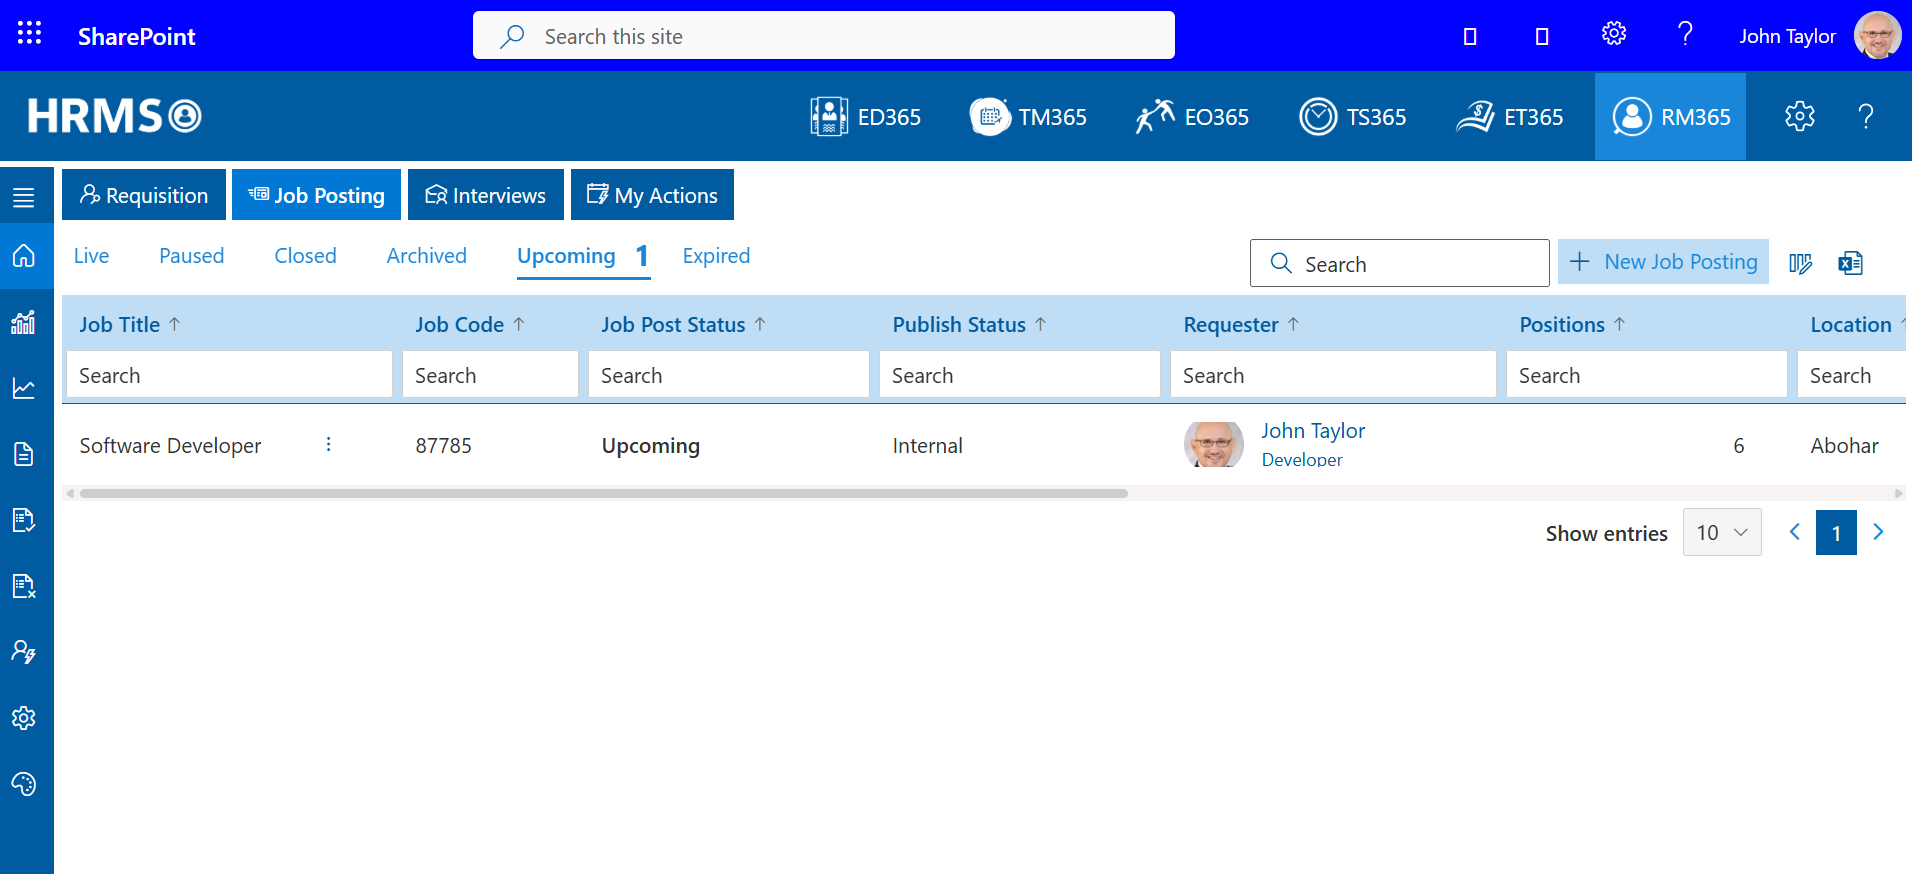 SharePoint
Search this site
John Taylor
HRMS
ED365
TM365
EO365
TS365
ET365
RM365
Requisition
Job Posting
Interviews
My Actions
Live
Paused
Closed
Archived
Upcoming 1
Expired
Search
New Job Posting
Job Title
Job Code
Job Post Status
Publish Status
Requester
Positions
Location
Search
Search
Search
Search
Search
Search
Search
Software Developer
87785
Upcoming
Internal
John Taylor
Developer
6
Abohar
Show entries
10
1